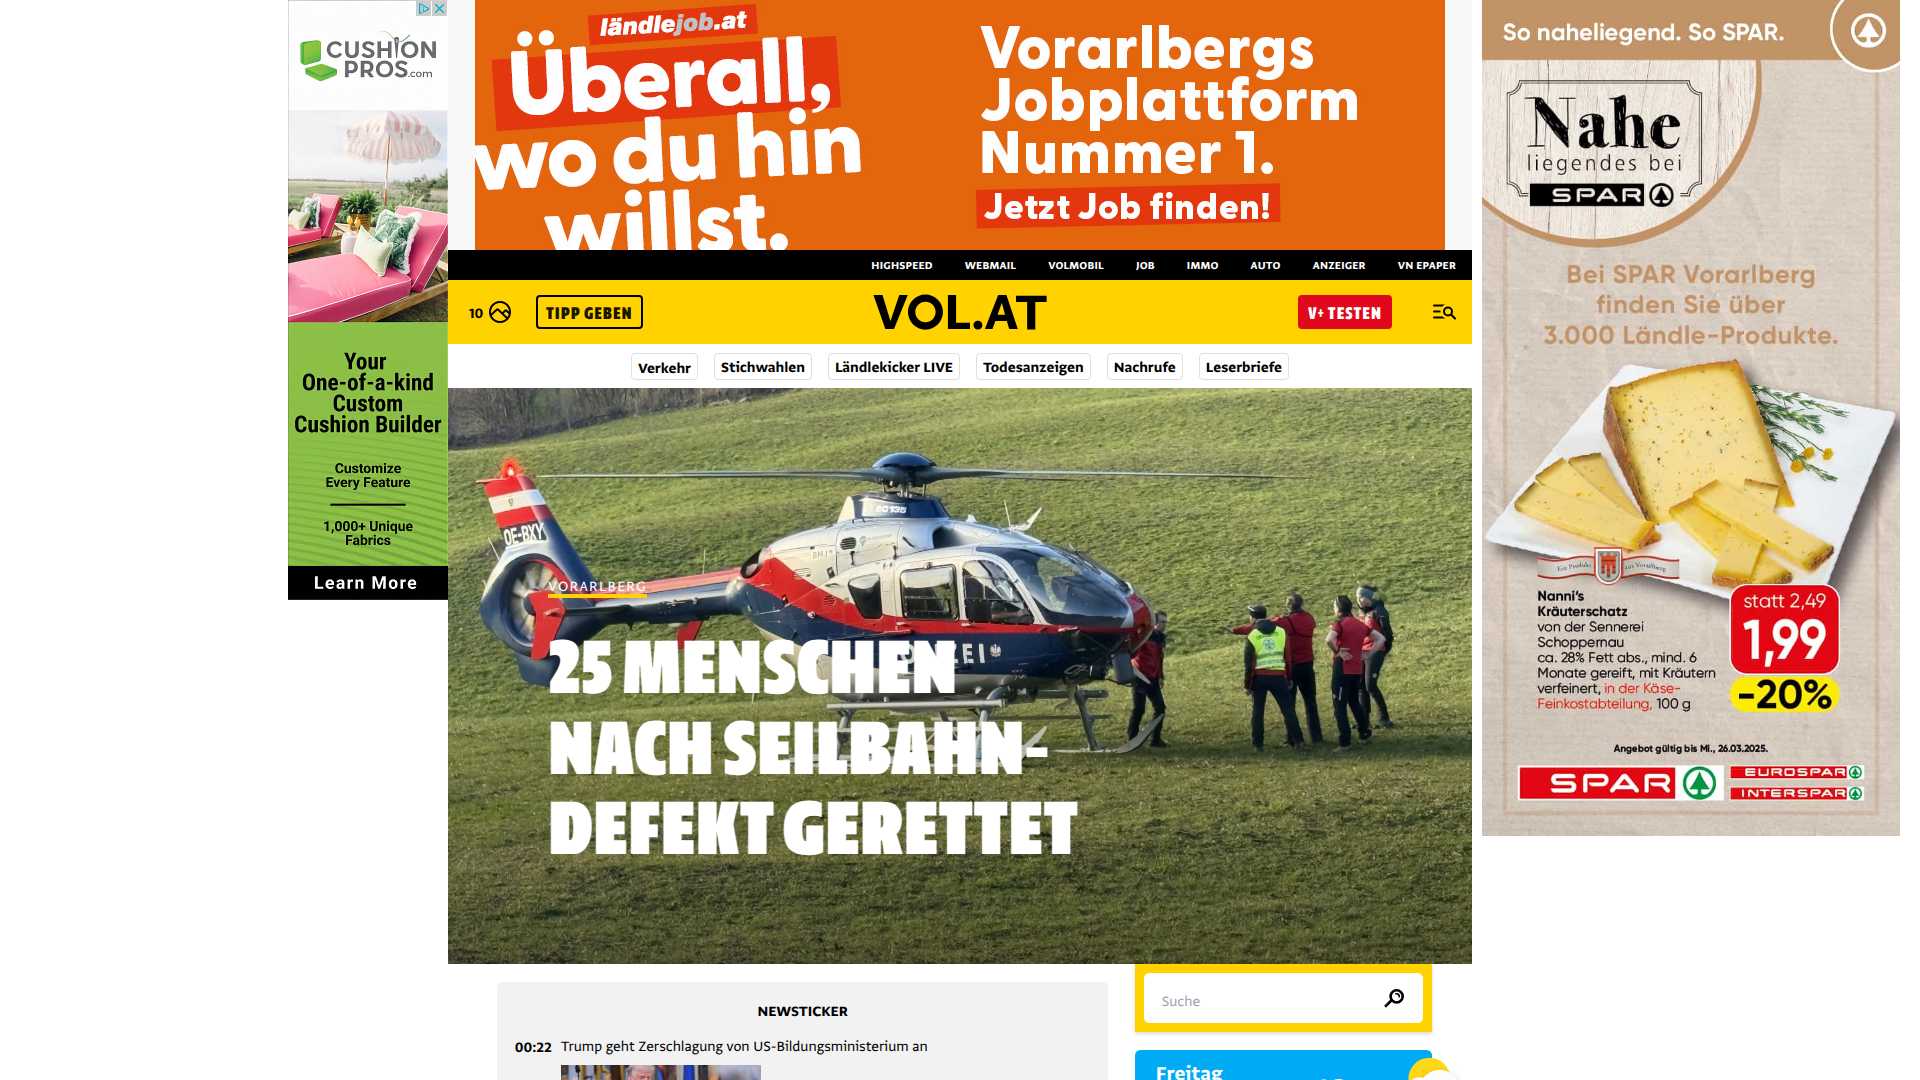 CUSHION
PROS.com
Your
One-of-a-kind
Custom
Cushion Builder
Customize
Every Feature
1,000+ Unique
Fabrics
Learn More
ländlejob.at
Überall,
wo du hin
willst.
Vorarlbergs
Jobplattform
Nummer 1.
Jetzt Job finden!
HIGHSPEED WEBMAIL VOLMOBIL JOB IMMO AUTO ANZEIGER VN EPAPER
10 TIPP GEBEN VOL.AT V+ TESTEN
Verkehr Stichwahlen Ländlekicker LIVE Todesanzeigen Nachrufe Leserbriefe
OE-BXY
EC 135
VORARLBERG
25 MENSCHEN
NACH SEILBAHN-
DEFEKT GERETTET
NEWSTICKER
00:22 Trump geht Zerschlagung von US-Bildungsministerium an
Suche
Freitag
So naheliegend. So SPAR.
Nahe
liegendes bei
SPAR
Bei SPAR Vorarlberg
finden Sie über
3.000 Ländle-Produkte.
Ein Produkt aus Vorarlberg
Nanni's
Kräuterschatz
von der Sennerei
Schoppernau
ca. 28% Fett abs., mind. 6
Monate gereift, mit Kräutern
verfeinert, in der Käse-
Feinkostabteilung, 100 g
statt 2,49
1,99
-20%
Angebot gültig bis Mi., 26.03.2025.
SPAR EUROSPAR
INTERSPAR